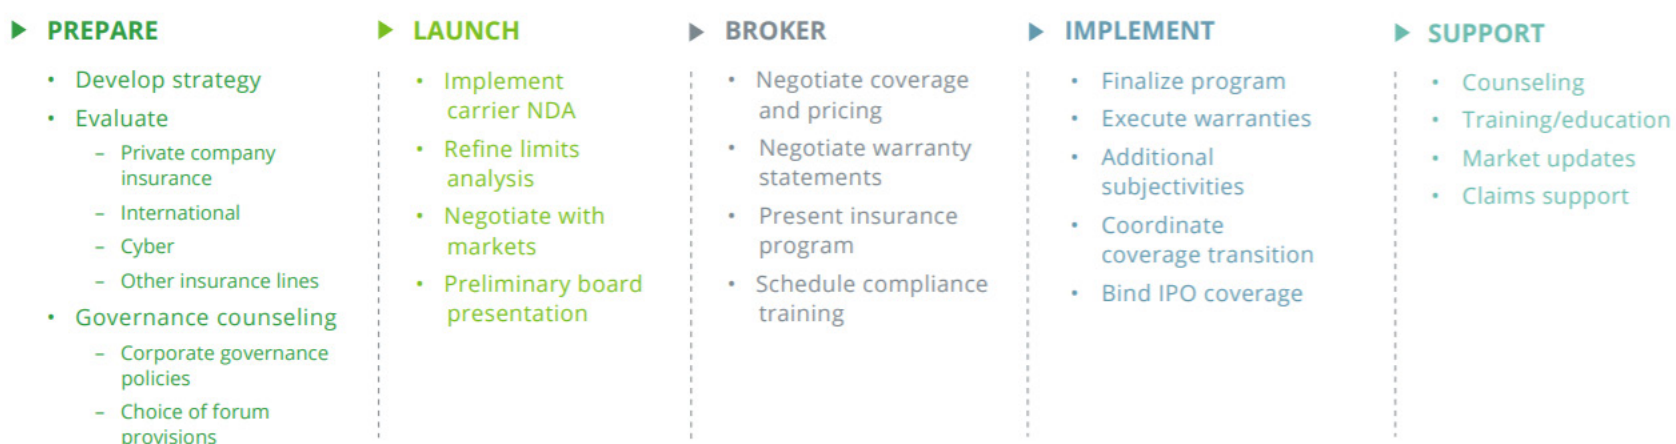 PREPARE
• Develop strategy
• Evaluate
– Private company
insurance
– International
– Cyber
– Other insurance lines
• Governance counseling
– Corporate governance
policies
– Choice of forum
provisions
LAUNCH
• Implement
carrier NDA
• Refine limits
analysis
• Negotiate with
markets
• Preliminary board
presentation
BROKER
• Negotiate coverage
and pricing
• Negotiate warranty
statements
• Present insurance
program
• Schedule compliance
training
IMPLEMENT
• Finalize program
• Execute warranties
• Additional
subjectivities
• Coordinate
coverage transition
• Bind IPO coverage
SUPPORT
• Counseling
• Training/education
• Market updates
• Claims support